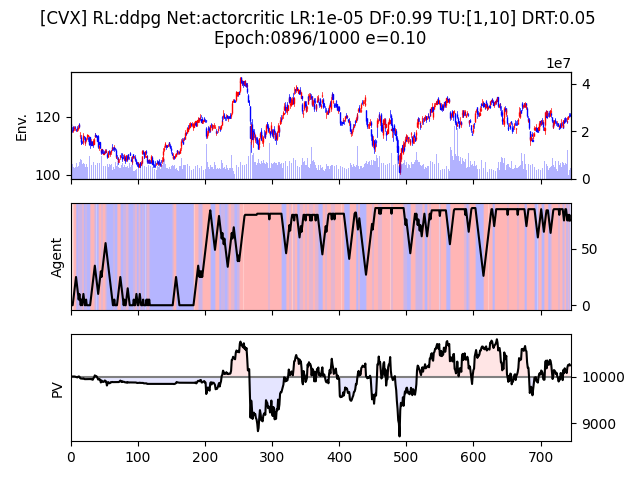 [CVX] RL:ddpg Net:actorcritic LR:1e-05 DF:0.99 TU:[1,10] DRT:0.05
Epoch:0896/1000 e=0.10
1e7
Env.
120
100
4
2
0
Agent
50
0
PV
10000
9000
0 100 200 300 400 500 600 700